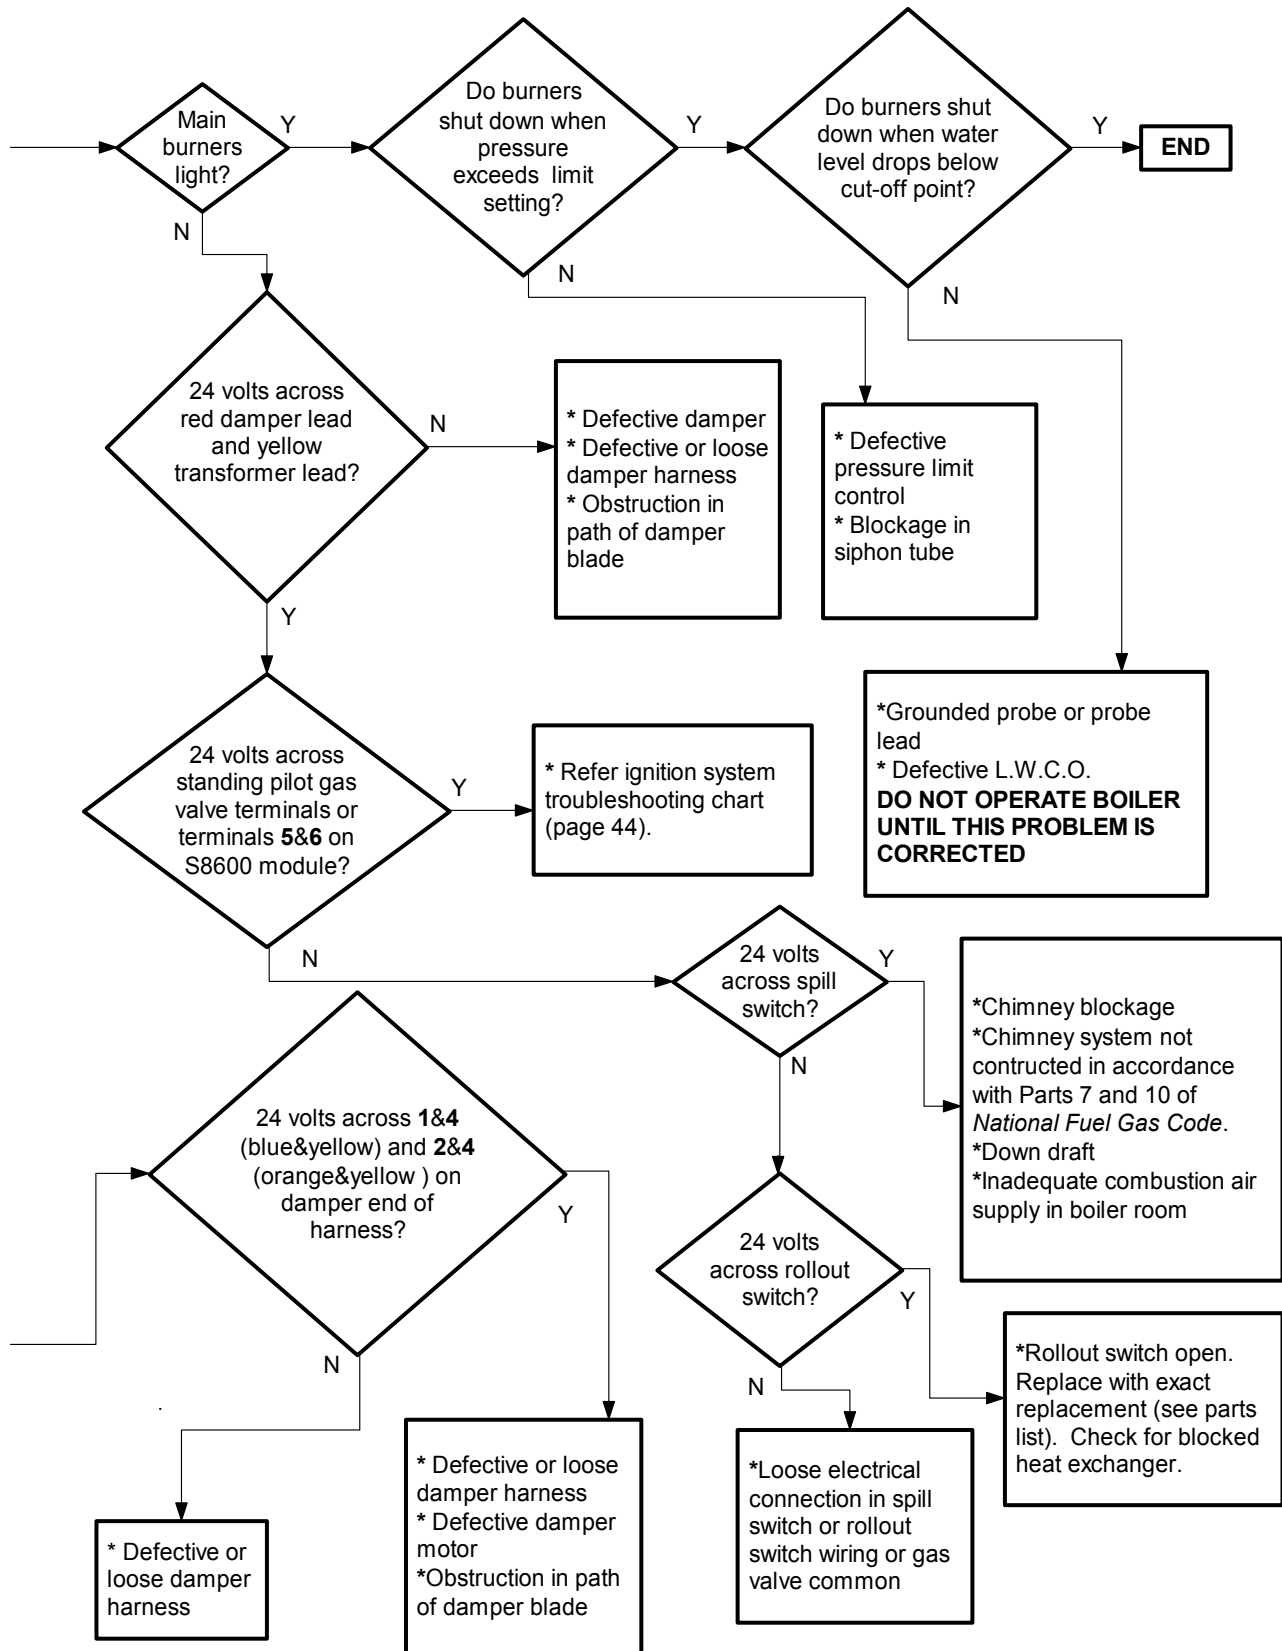 Main
burners
light?
Y
N
Do burners
shut down when
pressure
exceeds  limit
setting?
Y
N
Do burners shut
down when water
level drops below
cut-off point?
Y
N
END
24 volts across
red damper lead
and yellow
transformer lead?
N
Y
* Defective damper
* Defective or loose
damper harness
* Obstruction in
path of damper
blade
* Defective
pressure limit
control
* Blockage in
siphon tube
*Grounded probe or probe
lead
* Defective L.W.C.O.
DO NOT OPERATE BOILER
UNTIL THIS PROBLEM IS
CORRECTED
24 volts across
standing pilot gas
valve terminals or
terminals 5&6 on
S8600 module?
Y
N
* Refer ignition system
troubleshooting chart
(page 44).
24 volts
across spill
switch?
Y
N
*Chimney blockage
*Chimney system not
contructed in accordance
with Parts 7 and 10 of
National Fuel Gas Code.
*Down draft
*Inadequate combustion air
supply in boiler room
24 volts across 1&4
(blue&yellow) and 2&4
(orange&yellow ) on
damper end of
harness?
Y
N
24 volts
across rollout
switch?
Y
N
*Rollout switch open.
Replace with exact
replacement (see parts
list).  Check for blocked
heat exchanger.
*Loose electrical
connection in spill
switch or rollout
switch wiring or gas
valve common
* Defective or loose
damper harness
* Defective damper
motor
*Obstruction in path
of damper blade
* Defective or
loose damper
harness